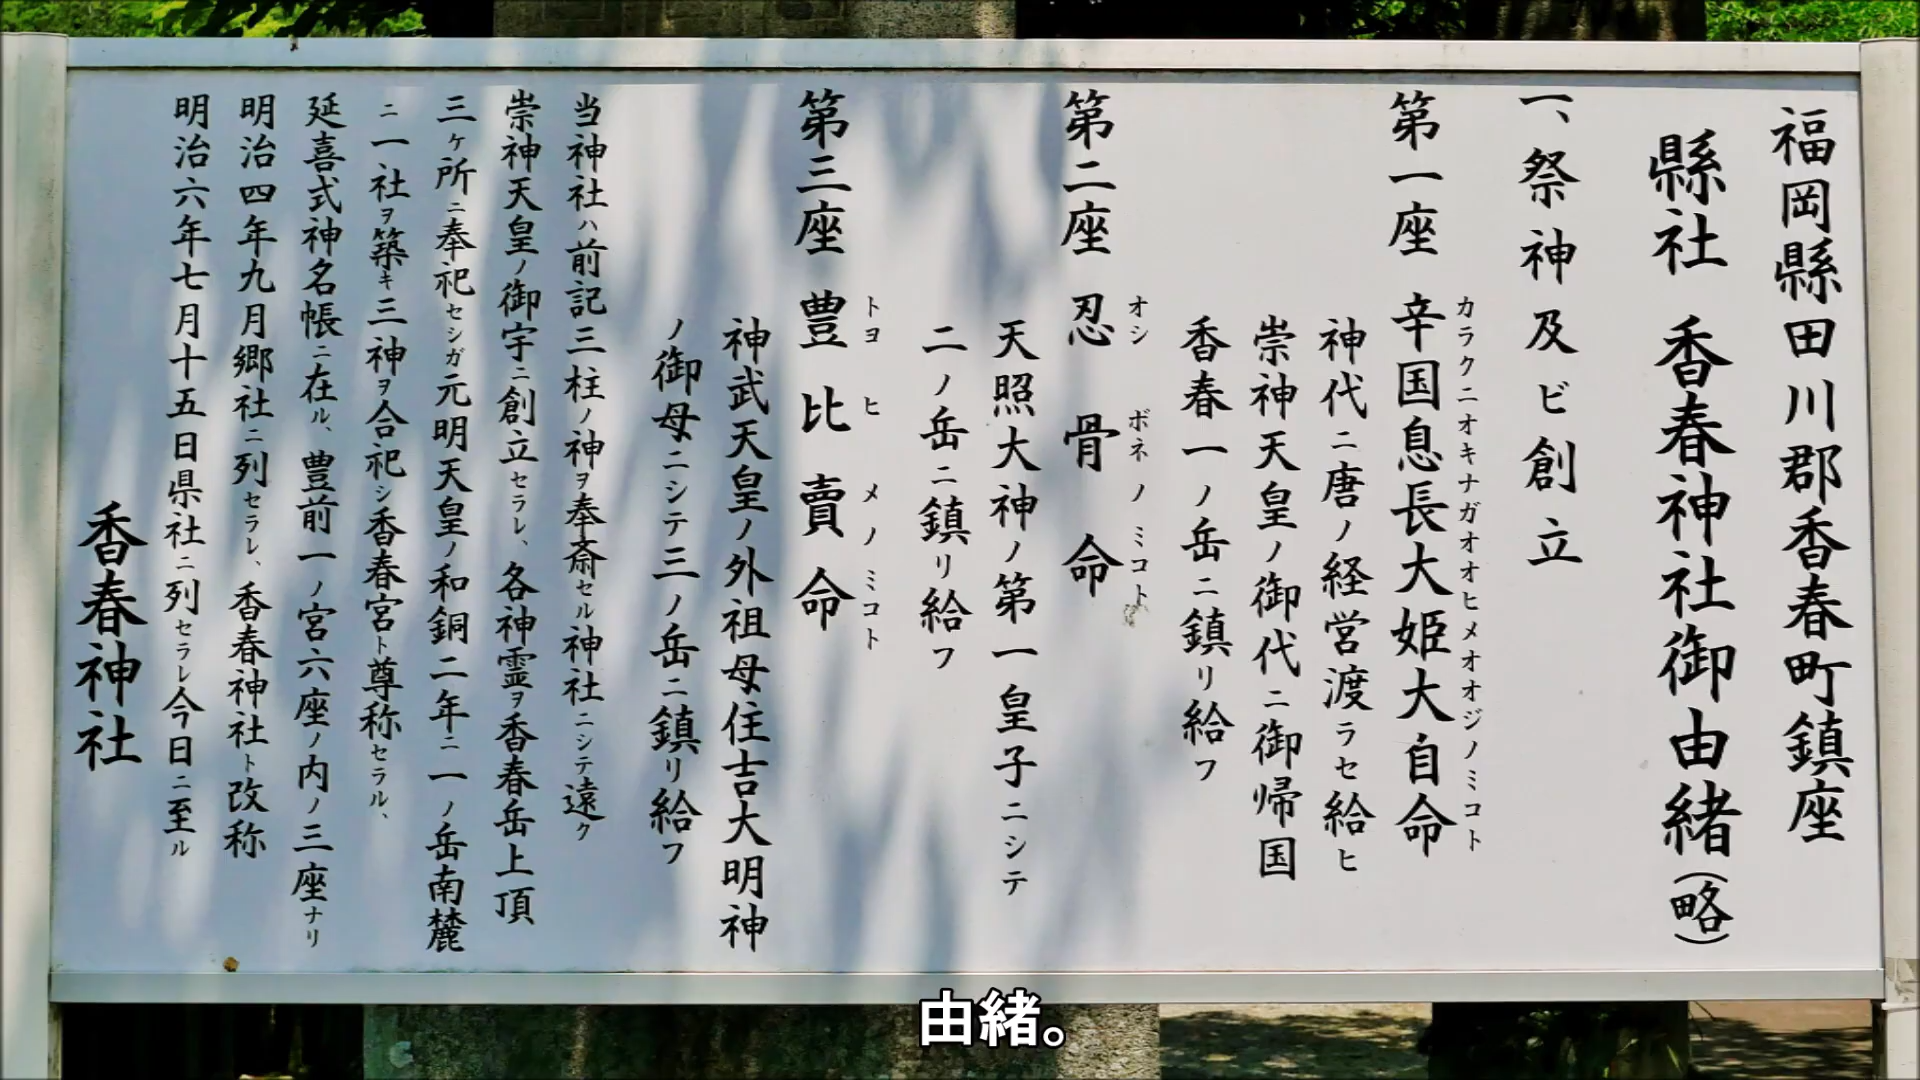 福岡縣田川郡香春町鎮座
縣社 香春神社御由緒(略)
一、祭神及ビ創立
第一座 辛国息長大姫大自命
カラクニオキナガオオヒメオオジノミコト
神代ニ唐ノ経営渡ラセ給ヒ
崇神天皇ノ御代ニ御帰国
香春一ノ岳ニ鎮リ給フ
第二座 忍骨命
オシボネノミコト
天照大神ノ第一皇子ニシテ
二ノ岳ニ鎮リ給フ
第三座 豊比賣命
トヨヒメノミコト
神武天皇ノ外祖母住吉大明神
ノ御母ニシテ三ノ岳ニ鎮リ給フ
当神社ハ前記三柱ノ神ヲ奉斎セル神社ニシテ遠ク
崇神天皇ノ御宇ニ創立セラレ、各神霊ヲ香春岳上頂
三ケ所ニ奉祀セシガ元明天皇ノ和銅二年ニ一ノ岳南麓
ニ一社ヲ築キ三神ヲ合祀シ香春宮ト尊称セラル、
延喜式神名帳ニ在ル、豊前一ノ宮六座ノ内ノ三座ナリ
明治四年九月郷社ニ列セラレ、香春神社ト改称
明治六年七月十五日県社ニ列セラレ今日ニ至ル
香春神社
由緒。